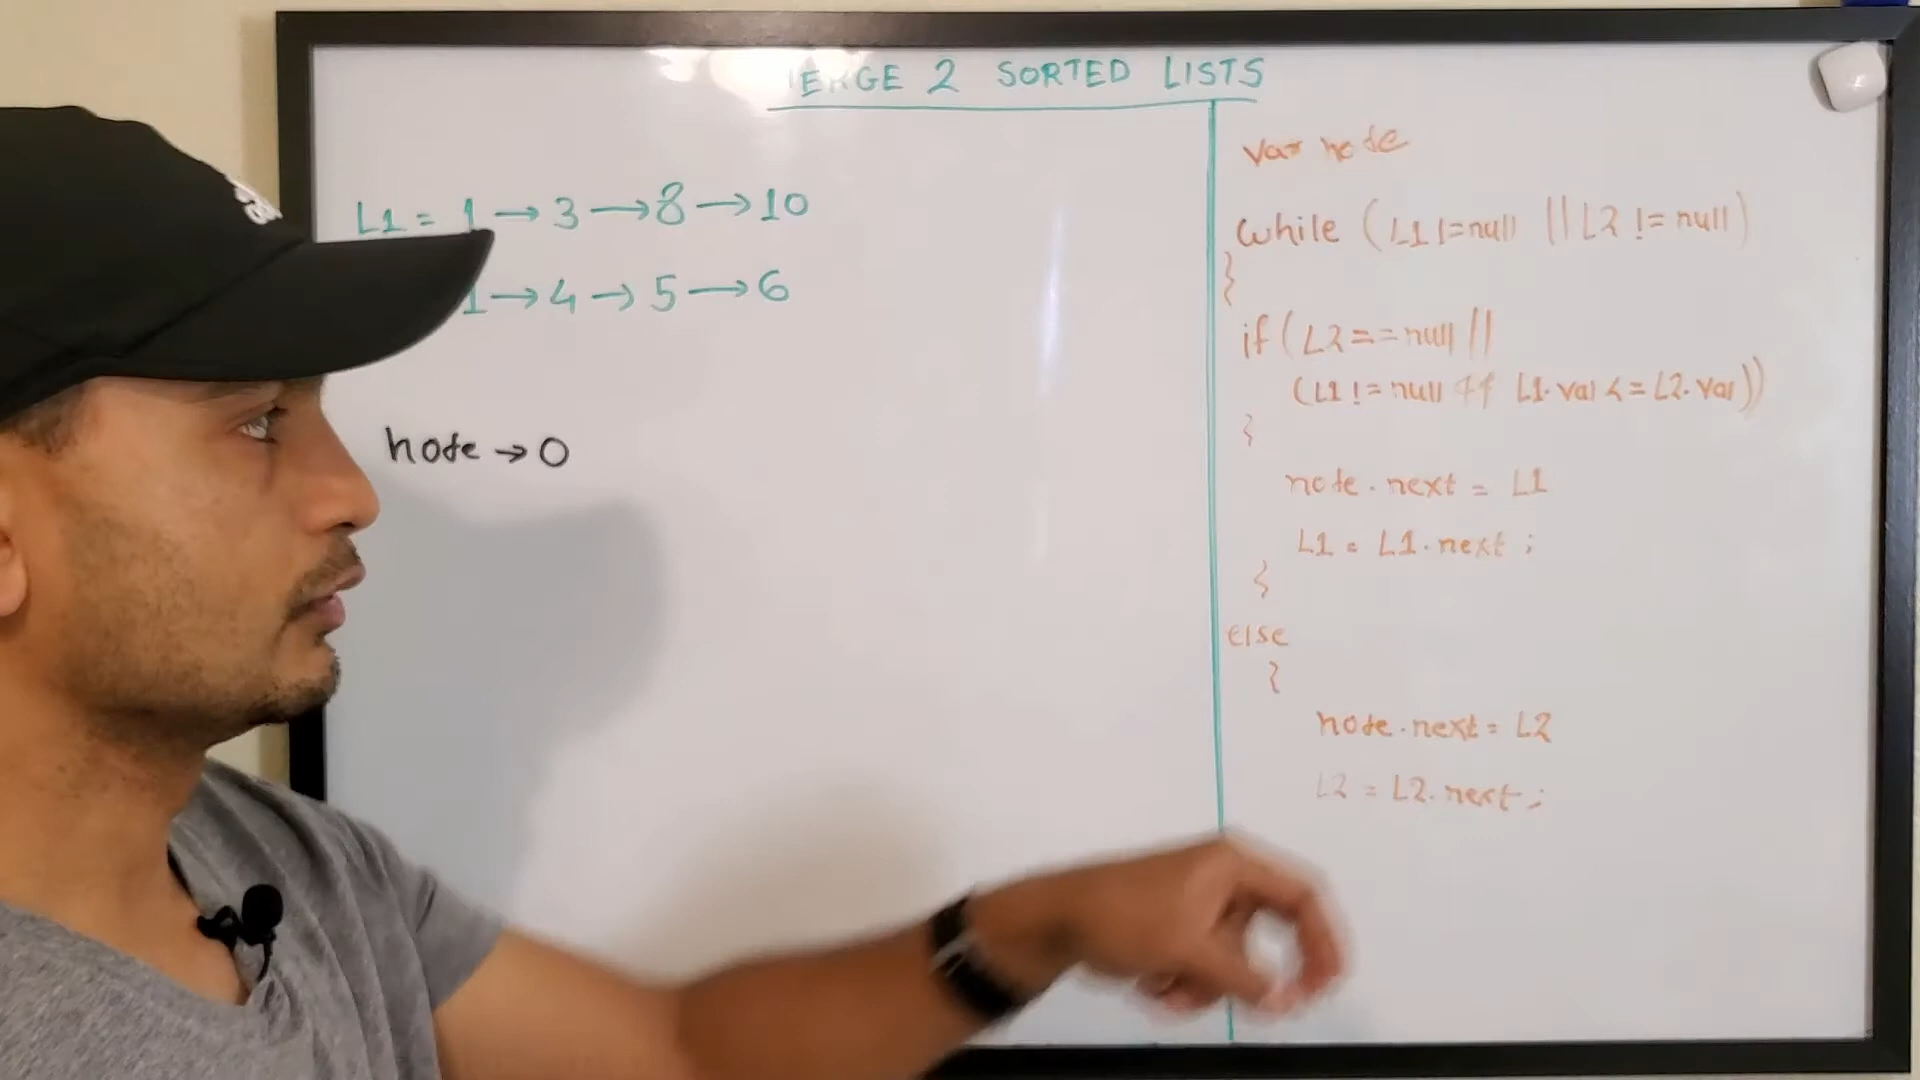 ERGE 2 SORTED LISTS
L1 = 1 → 3 → 8 → 10
1 → 4 → 5 → 6
node → 0
var node
while (L1 != null || L2 != null)
{
if (L2 == null ||
(L1 != null && L1.val <= L2.val))
{
node.next = L1
L1 = L1.next ;
}
else
{
node.next = L2
L2 = L2.next ;